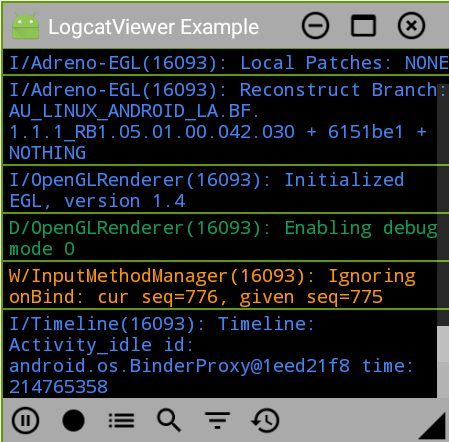 LogcatViewer Example
I/Adreno-EGL(16093): Local Patches: NONE
I/Adreno-EGL(16093): Reconstruct Branch:
AU_LINUX_ANDROID_LA.BF.
1.1.1_RB1.05.01.00.042.030 + 6151be1 +
NOTHING
I/OpenGLRenderer(16093): Initialized
EGL, version 1.4
D/OpenGLRenderer(16093): Enabling debug
mode 0
W/InputMethodManager(16093): Ignoring
onBind: cur seq=776, given seq=775
I/Timeline(16093): Timeline:
Activity_idle id:
android.os.BinderProxy@1eed21f8 time:
214765358